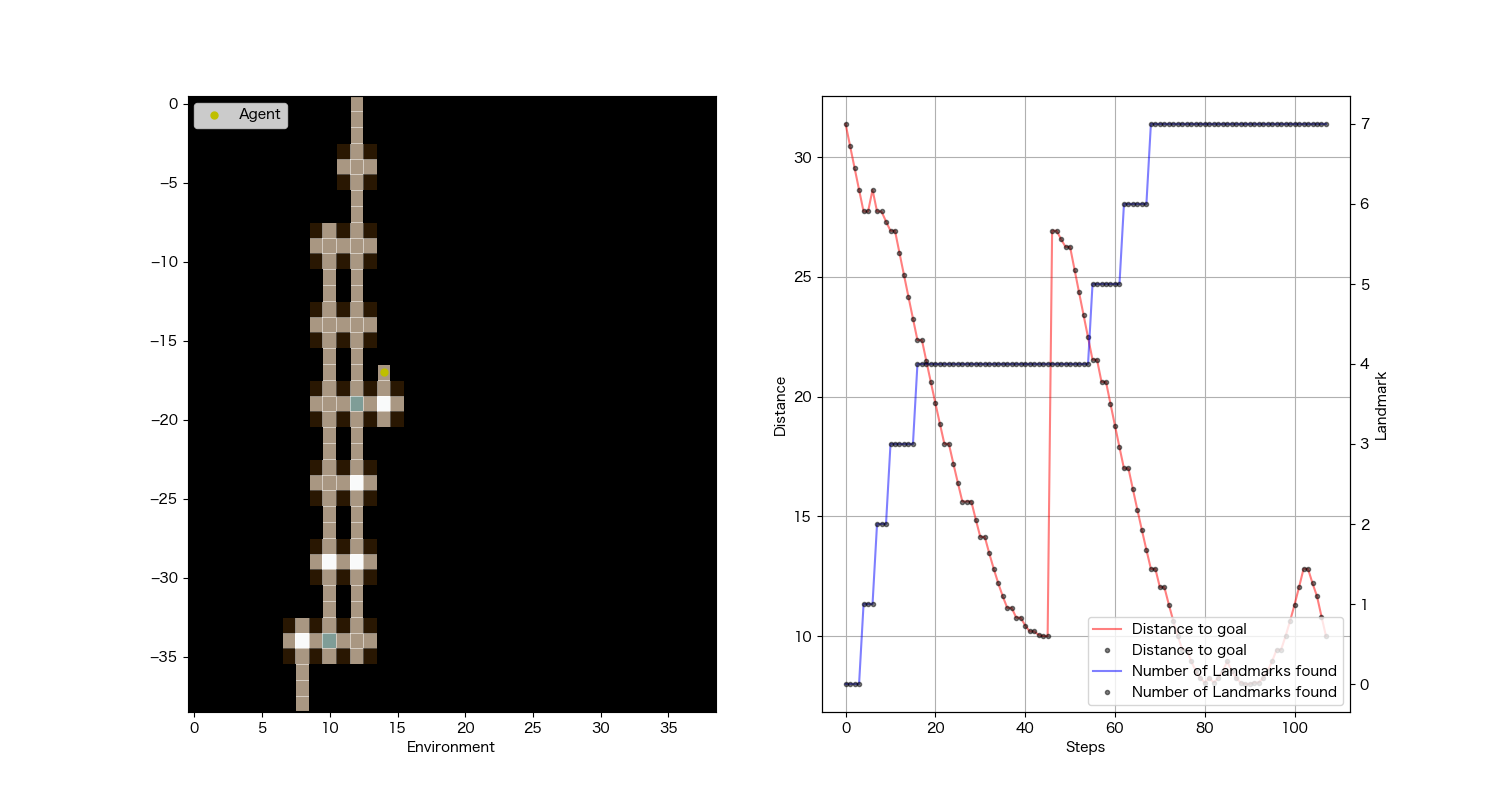 Agent
0
−5
−10
−15
−20
−25
−30
−35
0 5 10 15 20 25 30 35
Environment
Distance
30
25
20
15
10
0 20 40 60 80 100
Steps
7
6
5
4
3
2
1
0
Landmark
Distance to goal
Distance to goal
Number of Landmarks found
Number of Landmarks found